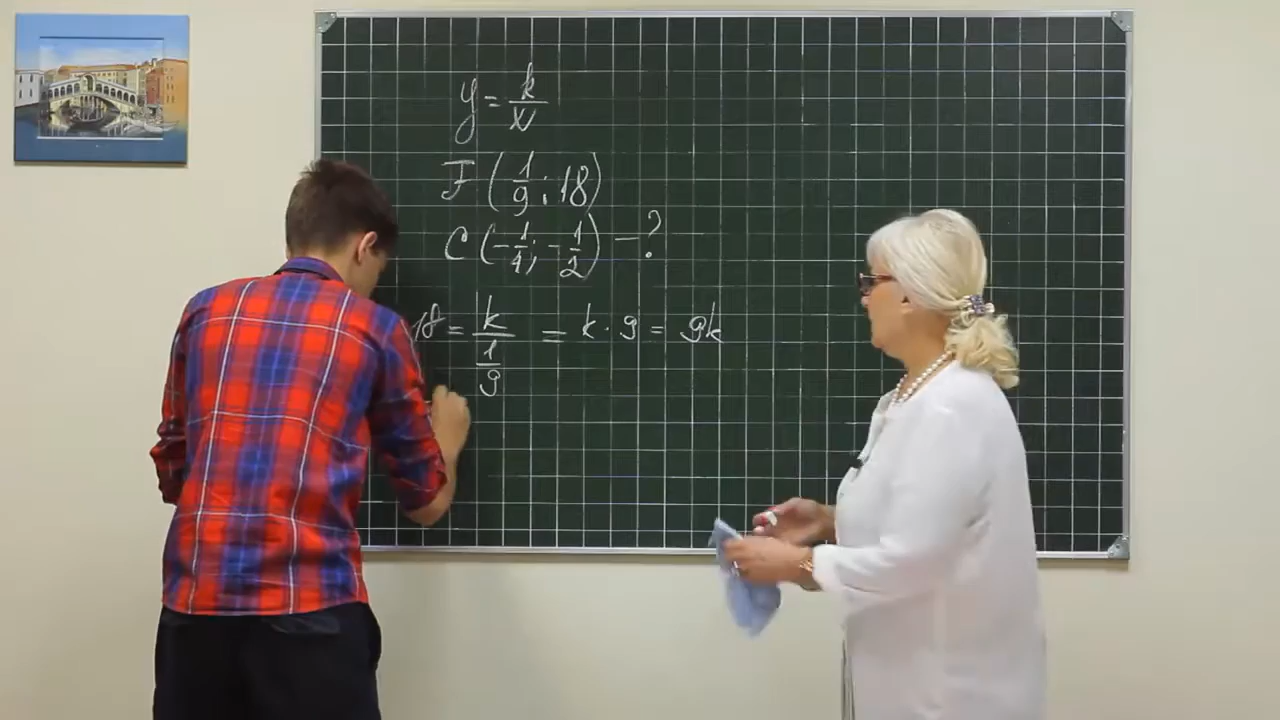 y = k/x
F (1/9; 18)
C (-1/4; -1/2) - ?
18 = k/(1/9) = k · 9 = 9k